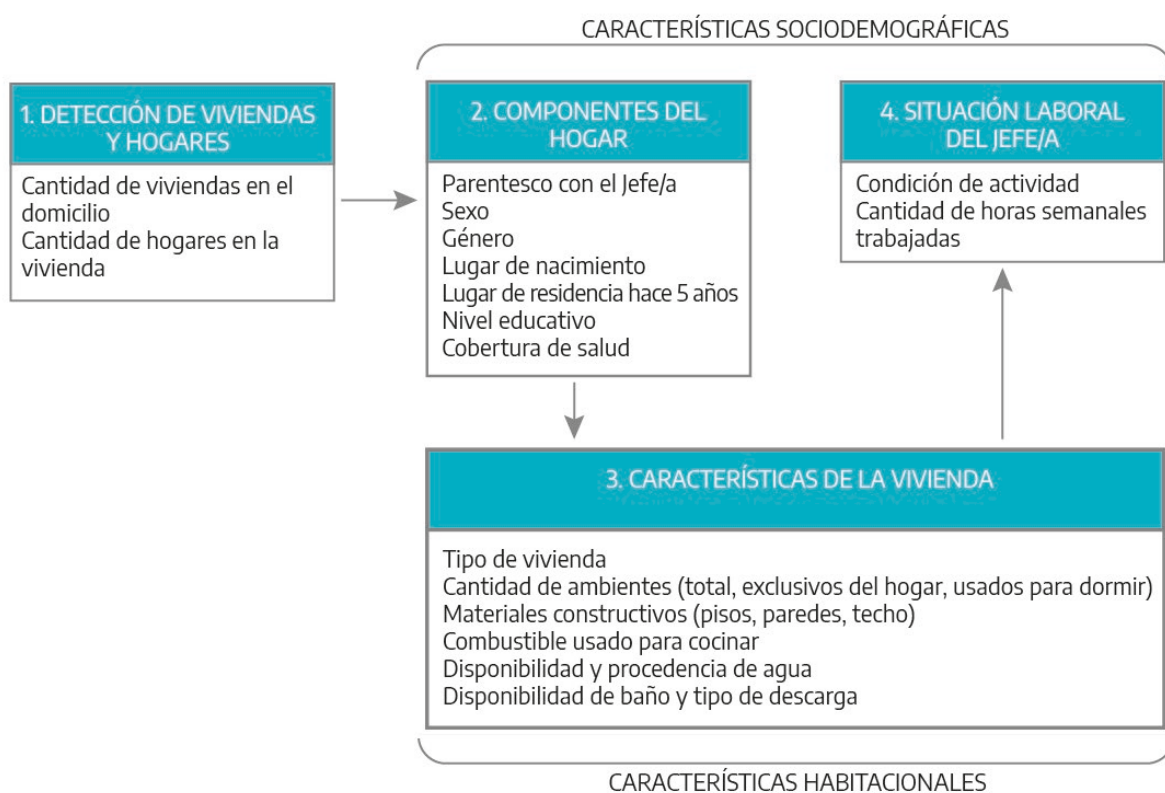 CARACTERÍSTICAS SOCIODEMOGRÁFICAS
1. DETECCIÓN DE VIVIENDAS
Y HOGARES
Cantidad de viviendas en el
domicilio
Cantidad de hogares en la
vivienda
2. COMPONENTES DEL
HOGAR
Parentesco con el Jefe/a
Sexo
Género
Lugar de nacimiento
Lugar de residencia hace 5 años
Nivel educativo
Cobertura de salud
3. CARACTERÍSTICAS DE LA VIVIENDA
Tipo de vivienda
Cantidad de ambientes (total, exclusivos del hogar, usados para dormir)
Materiales constructivos (pisos, paredes, techo)
Combustible usado para cocinar
Disponibilidad y procedencia de agua
Disponibilidad de baño y tipo de descarga
4. SITUACIÓN LABORAL
DEL JEFE/A
Condición de actividad
Cantidad de horas semanales
trabajadas
CARACTERÍSTICAS HABITACIONALES